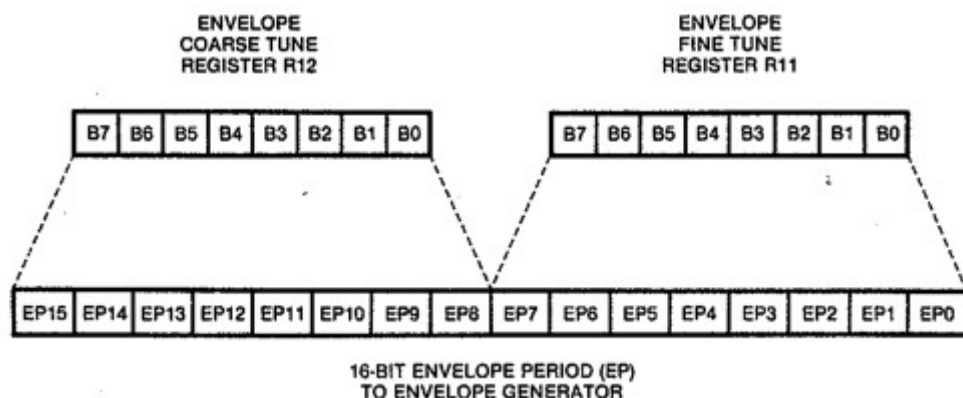 ENVELOPE
COARSE TUNE
REGISTER R12
ENVELOPE
FINE TUNE
REGISTER R11
B7 B6 B5 B4 B3 B2 B1 B0
B7 B6 B5 B4 B3 B2 B1 B0
EP15 EP14 EP13 EP12 EP11 EP10 EP9 EP8 EP7 EP6 EP5 EP4 EP3 EP2 EP1 EP0
16-BIT ENVELOPE PERIOD (EP)
TO ENVELOPE GENERATOR